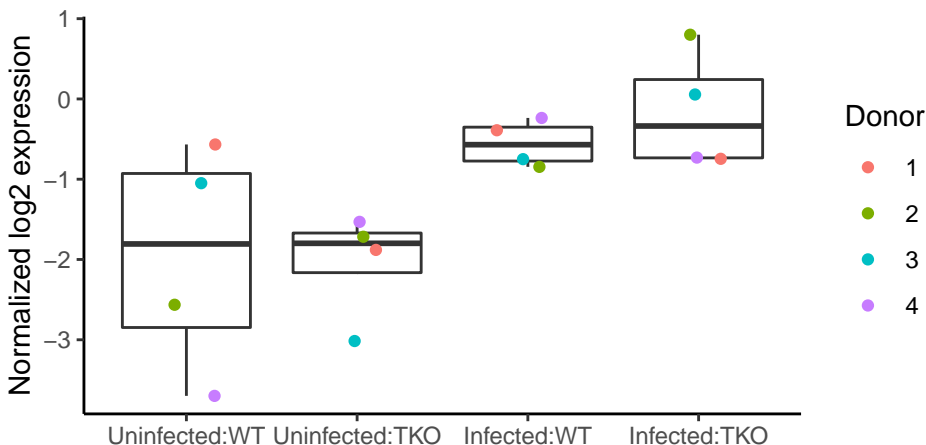 Normalized log2 expression
1
0
−1
−2
−3
Uninfected:WT
Uninfected:TKO
Infected:WT
Infected:TKO
Donor
1
2
3
4